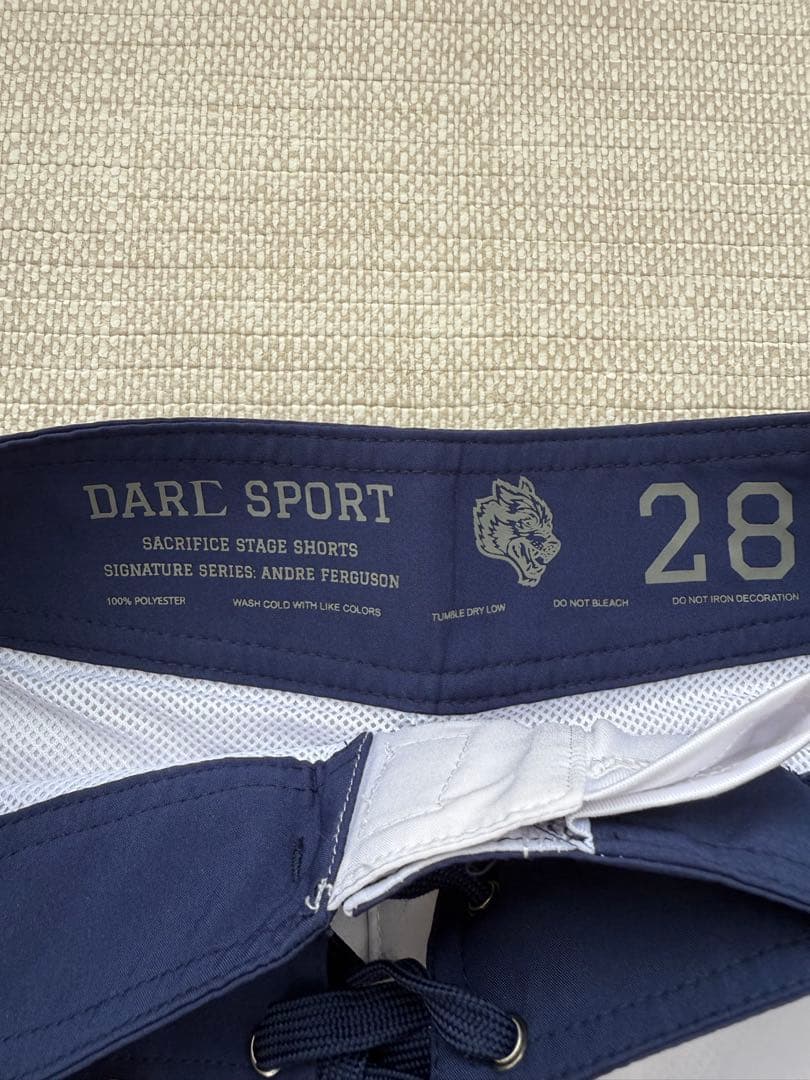 DARC SPORT
SACRIFICE STAGE SHORTS
SIGNATURE SERIES: ANDRE FERGUSON
28
100% POLYESTER
WASH COLD WITH LIKE COLORS
TUMBLE DRY LOW
DO NOT BLEACH
DO NOT IRON DECORATION